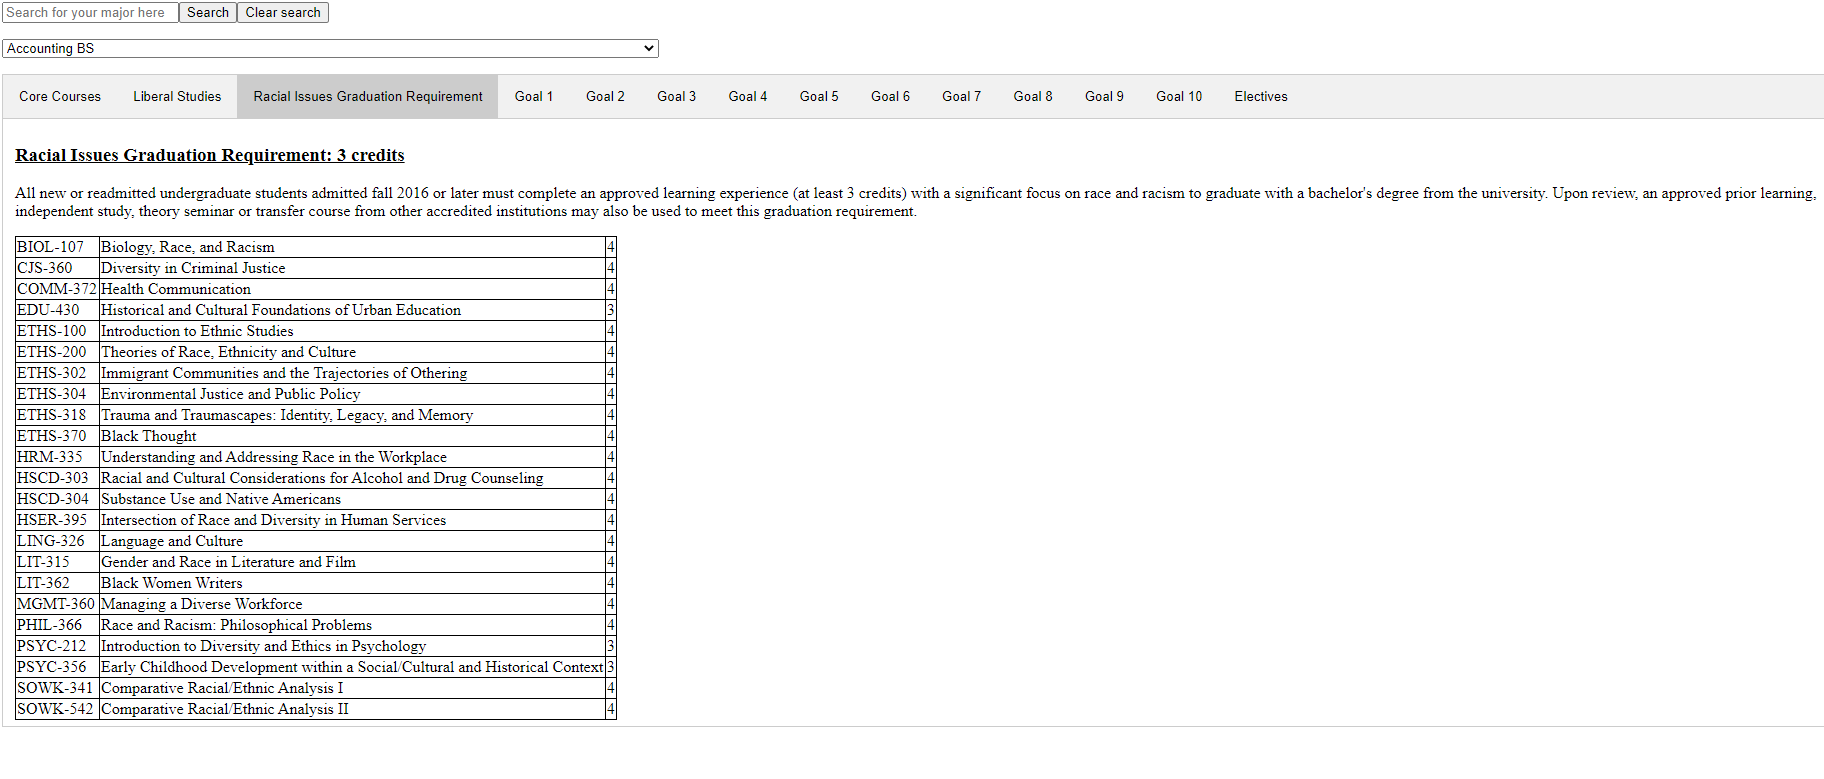 Search for your major here Search Clear search
Accounting BS
Core Courses Liberal Studies Racial Issues Graduation Requirement Goal 1 Goal 2 Goal 3 Goal 4 Goal 5 Goal 6 Goal 7 Goal 8 Goal 9 Goal 10 Electives
Racial Issues Graduation Requirement: 3 credits
All new or readmitted undergraduate students admitted fall 2016 or later must complete an approved learning experience (at least 3 credits) with a significant focus on race and racism to graduate with a bachelor's degree from the university. Upon review, an approved prior learning,
independent study, theory seminar or transfer course from other accredited institutions may also be used to meet this graduation requirement.
BIOL-107 Biology, Race, and Racism 4
CJS-360 Diversity in Criminal Justice 4
COMM-372 Health Communication 4
EDU-430 Historical and Cultural Foundations of Urban Education 3
ETHS-100 Introduction to Ethnic Studies 4
ETHS-200 Theories of Race, Ethnicity and Culture 4
ETHS-302 Immigrant Communities and the Trajectories of Othering 4
ETHS-304 Environmental Justice and Public Policy 4
ETHS-318 Trauma and Traumascapes: Identity, Legacy, and Memory 4
ETHS-370 Black Thought 4
HRM-335 Understanding and Addressing Race in the Workplace 4
HSCD-303 Racial and Cultural Considerations for Alcohol and Drug Counseling 4
HSCD-304 Substance Use and Native Americans 4
HSER-395 Intersection of Race and Diversity in Human Services 4
LING-326 Language and Culture 4
LIT-315 Gender and Race in Literature and Film 4
LIT-362 Black Women Writers 4
MGMT-360 Managing a Diverse Workforce 4
PHIL-366 Race and Racism: Philosophical Problems 4
PSYC-212 Introduction to Diversity and Ethics in Psychology 3
PSYC-356 Early Childhood Development within a Social/Cultural and Historical Context 3
SOWK-341 Comparative Racial/Ethnic Analysis I 4
SOWK-542 Comparative Racial/Ethnic Analysis II 4